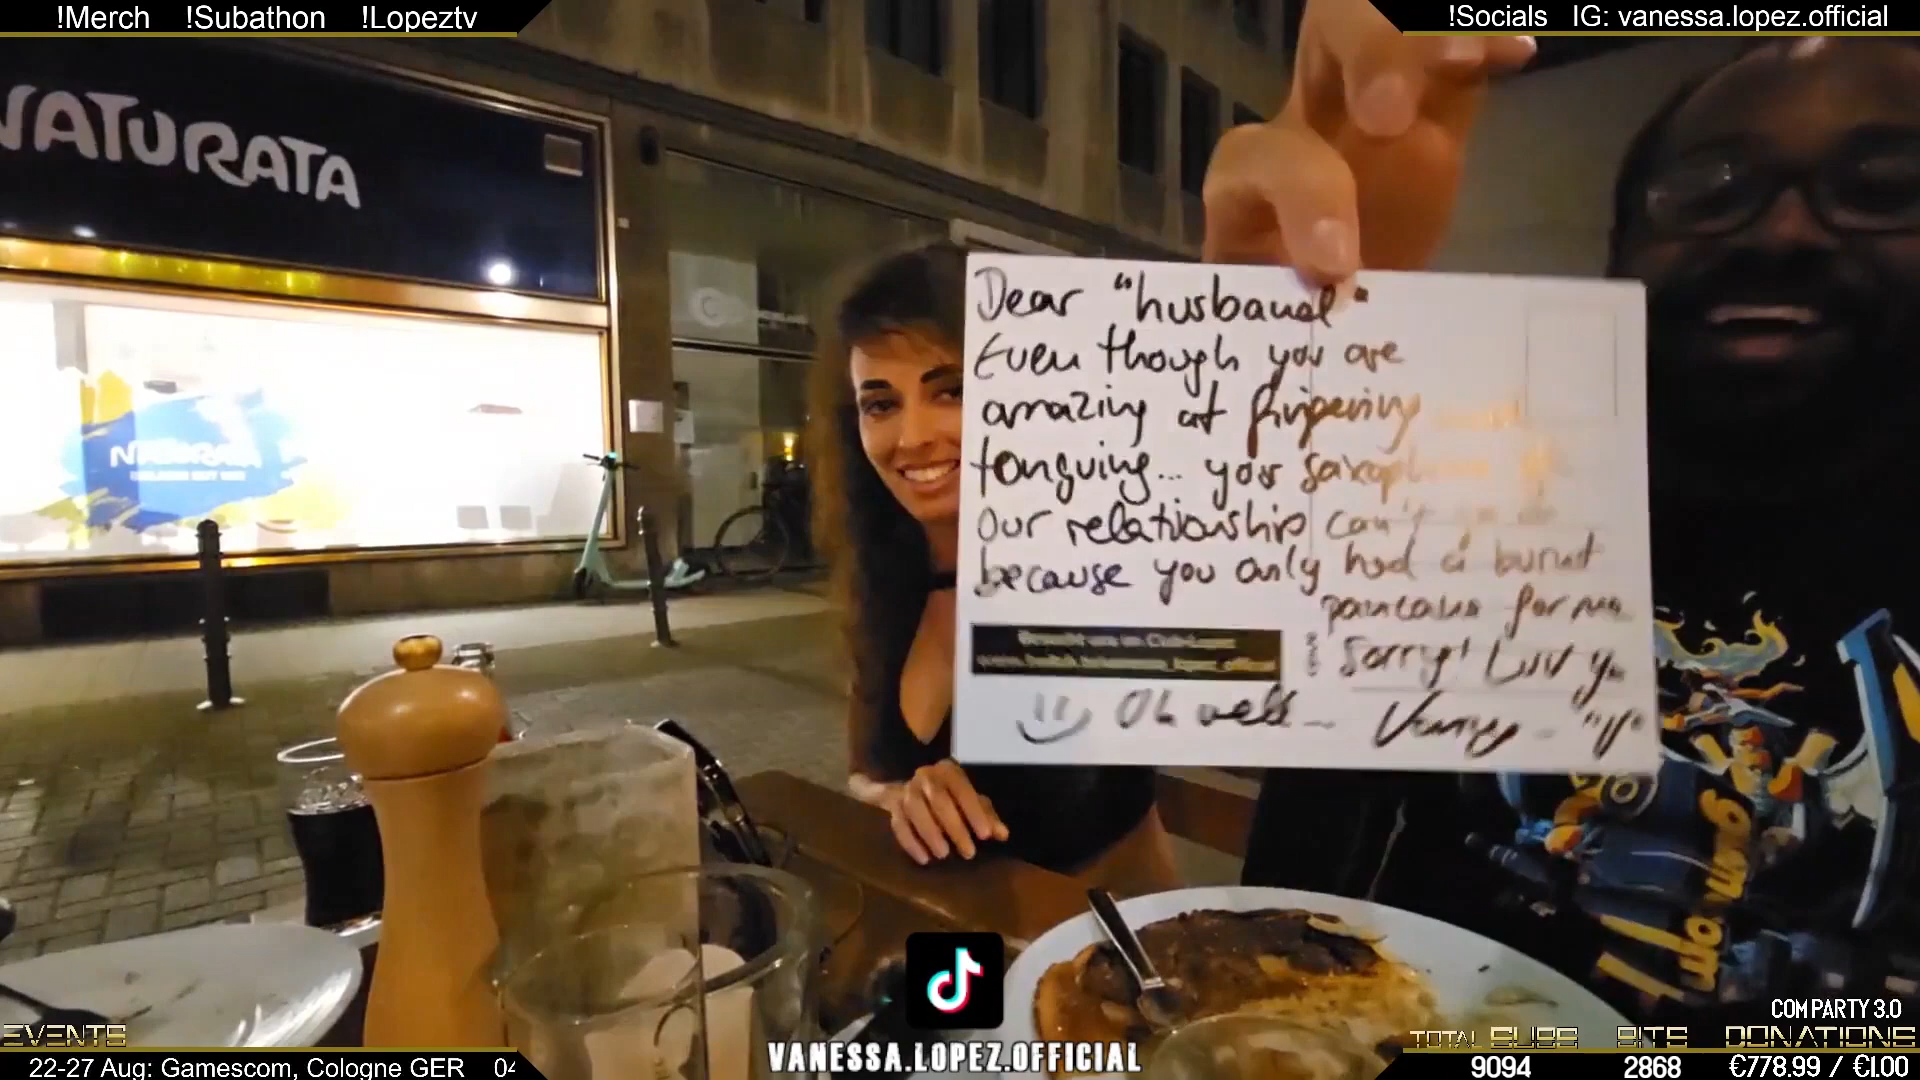 !Merch !Subathon !Lopeztv
!Socials IG: vanessa.lopez.official
NATURATA
NATURATA
Dear "husband"
Even though you are
amazing at fingering
tonguing... your
Our relationship can't
because you only had a burnt
pancake for me
Sorry! Luv ya
Oh well...
"V"
VANESSA.LOPEZ.OFFICIAL
EVENTS
22-27 Aug: Gamescom, Cologne GER 04
COM PARTY 3.0
TOTAL SUBS BITS DONATIONS
9094 2868 €778.99 / €1.00